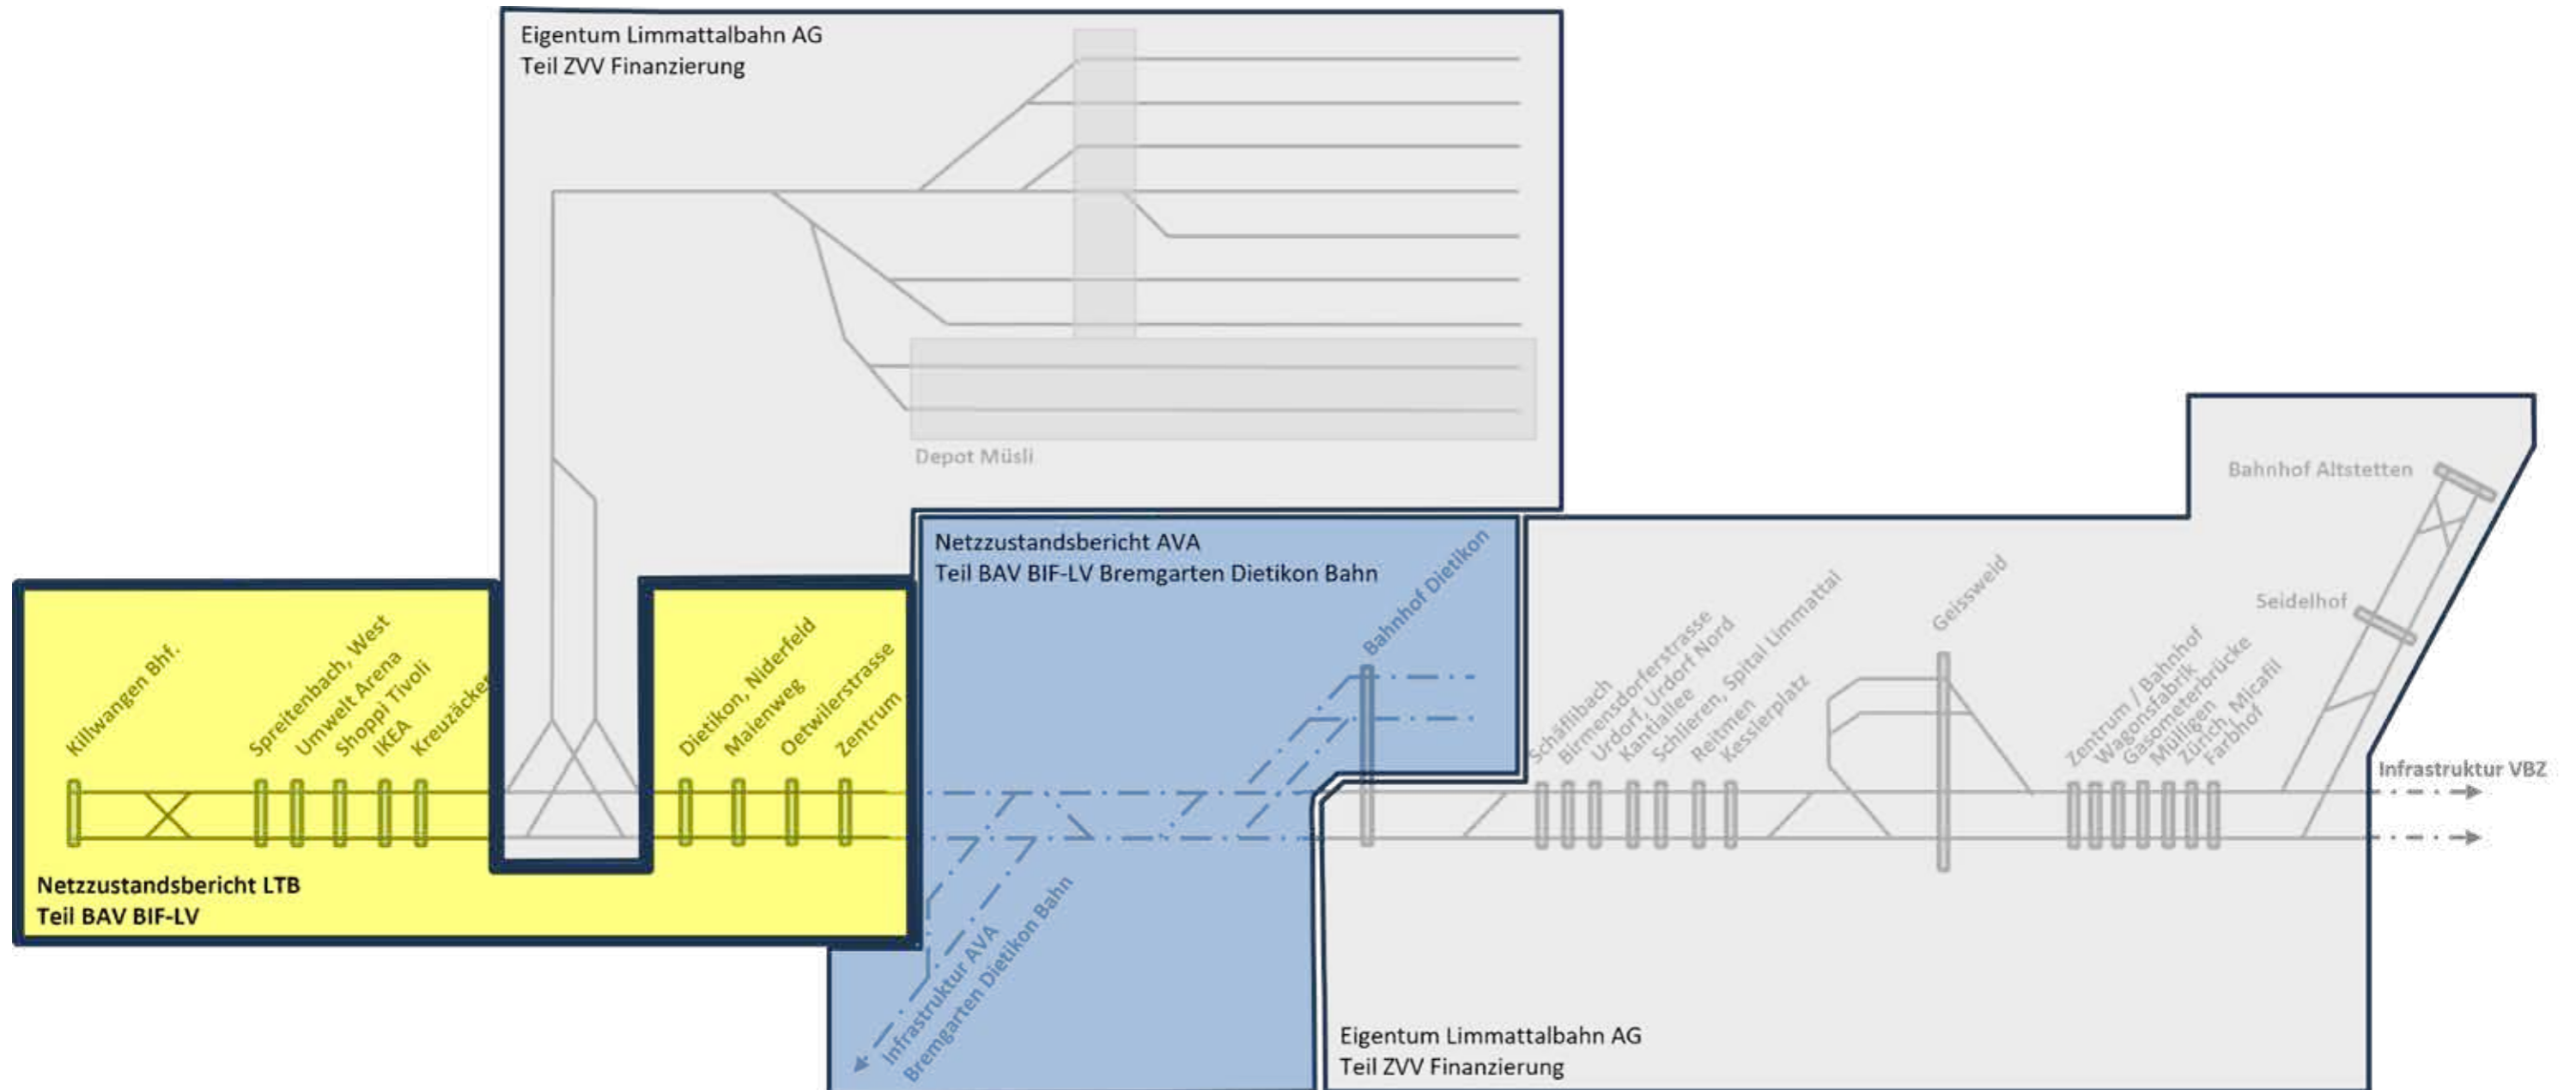 Eigentum Limmattalbahn AG
Teil ZVV Finanzierung
Depot Müsli
Netzzustandsbericht AVA
Teil BAV BIF-LV Bremgarten Dietikon Bahn
Bahnhof Dietikon
Infrastruktur AVA
Bremgarten Dietikon Bahn
Killwangen Bhf.
Spreitenbach, West
Umwelt Arena
Shoppi Tivoli
IKEA
Kreuzäcker
Dietikon, Niderfeld
Maienweg
Oetwilerstrasse
Zentrum
Netzzustandsbericht LTB
Teil BAV BIF-LV
Schäflibach
Birmensdorferstrasse
Urdorf, Urdorf Nord
Kantiallee
Schlieren, Spital Limmattal
Reitmen
Kesslerplatz
Geissweid
Zentrum / Bahnhof
Wagonsfabrik
Gasometerbrücke
Mülligen
Zürich, Micafil
Farbhof
Seidelhof
Bahnhof Altstetten
Infrastruktur VBZ
Eigentum Limmattalbahn AG
Teil ZVV Finanzierung